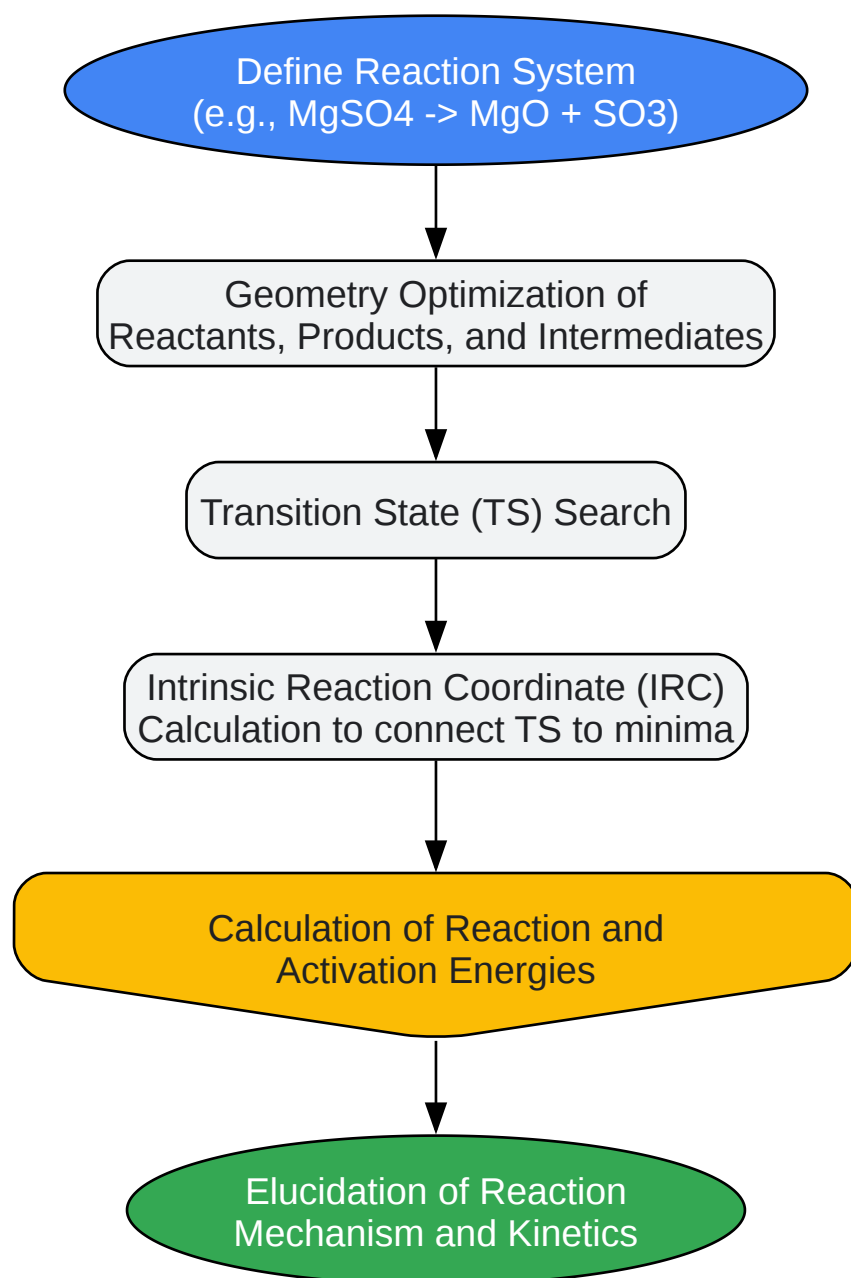 Define Reaction System
(e.g., MgSO4 -> MgO + SO3)
Geometry Optimization of
Reactants, Products, and Intermediates
Transition State (TS) Search
Intrinsic Reaction Coordinate (IRC)
Calculation to connect TS to minima
Calculation of Reaction and
Activation Energies
Elucidation of Reaction
Mechanism and Kinetics